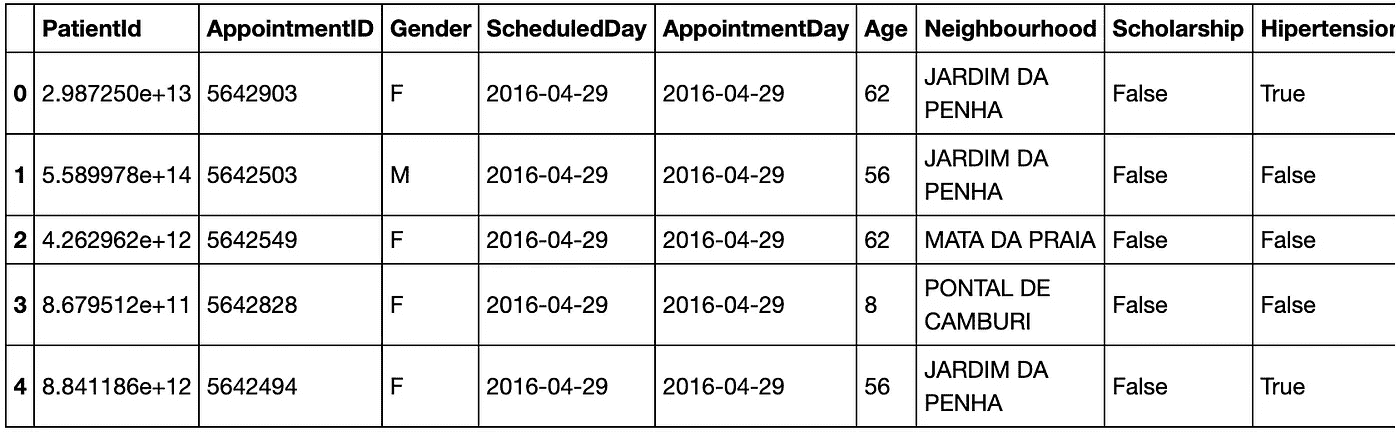 PatientId AppointmentID Gender ScheduledDay AppointmentDay Age Neighbourhood Scholarship Hipertension
0 2.987250e+13 5642903 F 2016-04-29 2016-04-29 62 JARDIM DA PENHA False True
1 5.589978e+14 5642503 M 2016-04-29 2016-04-29 56 JARDIM DA PENHA False False
2 4.262962e+12 5642549 F 2016-04-29 2016-04-29 62 MATA DA PRAIA False False
3 8.679512e+11 5642828 F 2016-04-29 2016-04-29 8 PONTAL DE CAMBURI False False
4 8.841186e+12 5642494 F 2016-04-29 2016-04-29 56 JARDIM DA PENHA False True